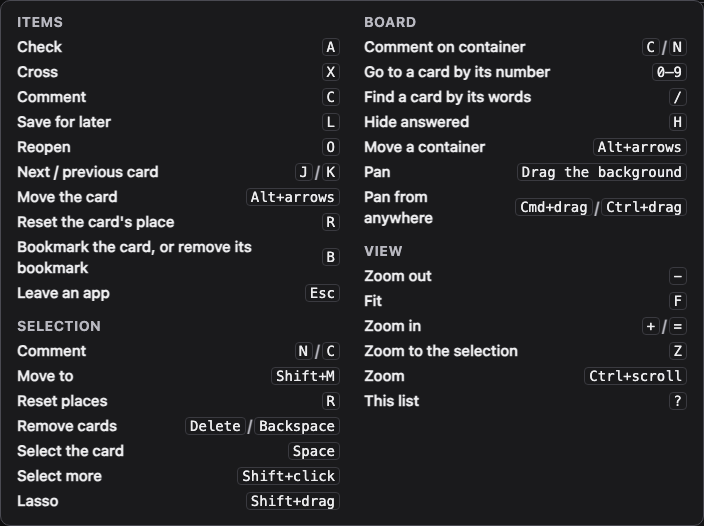 ITEMS
Check A
Cross X
Comment C
Save for later L
Reopen O
Next / previous card J / K
Move the card Alt+arrows
Reset the card's place R
Bookmark the card, or remove its
bookmark B
Leave an app Esc
SELECTION
Comment N / C
Move to Shift+M
Reset places R
Remove cards Delete / Backspace
Select the card Space
Select more Shift+click
Lasso Shift+drag
BOARD
Comment on container C / N
Go to a card by its number 0–9
Find a card by its words /
Hide answered H
Move a container Alt+arrows
Pan Drag the background
Pan from
anywhere Cmd+drag / Ctrl+drag
VIEW
Zoom out −
Fit F
Zoom in + / =
Zoom to the selection Z
Zoom Ctrl+scroll
This list ?